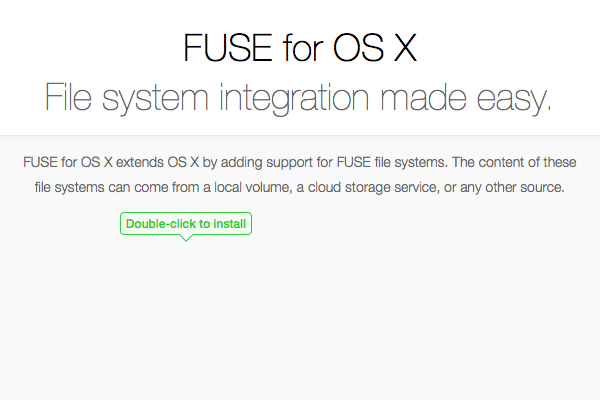 FUSE for OS X
File system integration made easy.
FUSE for OS X extends OS X by adding support for FUSE file systems. The content of these
file systems can come from a local volume, a cloud storage service, or any other source.
Double-click to install